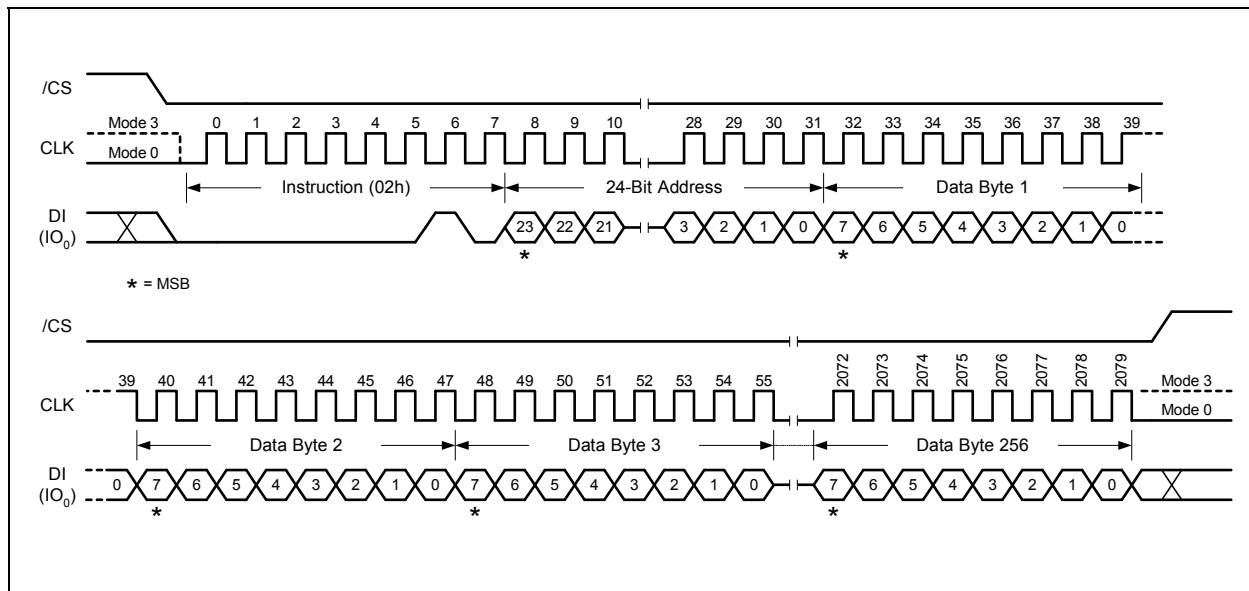 /CS
Mode 3
0 1 2 3 4 5 6 7 8 9 10 28 29 30 31 32 33 34 35 36 37 38 39
CLK
Mode 0
Instruction (02h) 24-Bit Address Data Byte 1
DI
(IO0)
23 22 21 3 2 1 0 7 6 5 4 3 2 1 0
* *
* = MSB
/CS
39 40 41 42 43 44 45 46 47 48 49 50 51 52 53 54 55 2072 2073 2074 2075 2076 2077 2078 2079
Mode 3
CLK
Mode 0
Data Byte 2 Data Byte 3 Data Byte 256
DI
(IO0)
0 7 6 5 4 3 2 1 0 7 6 5 4 3 2 1 0 7 6 5 4 3 2 1 0
* * *